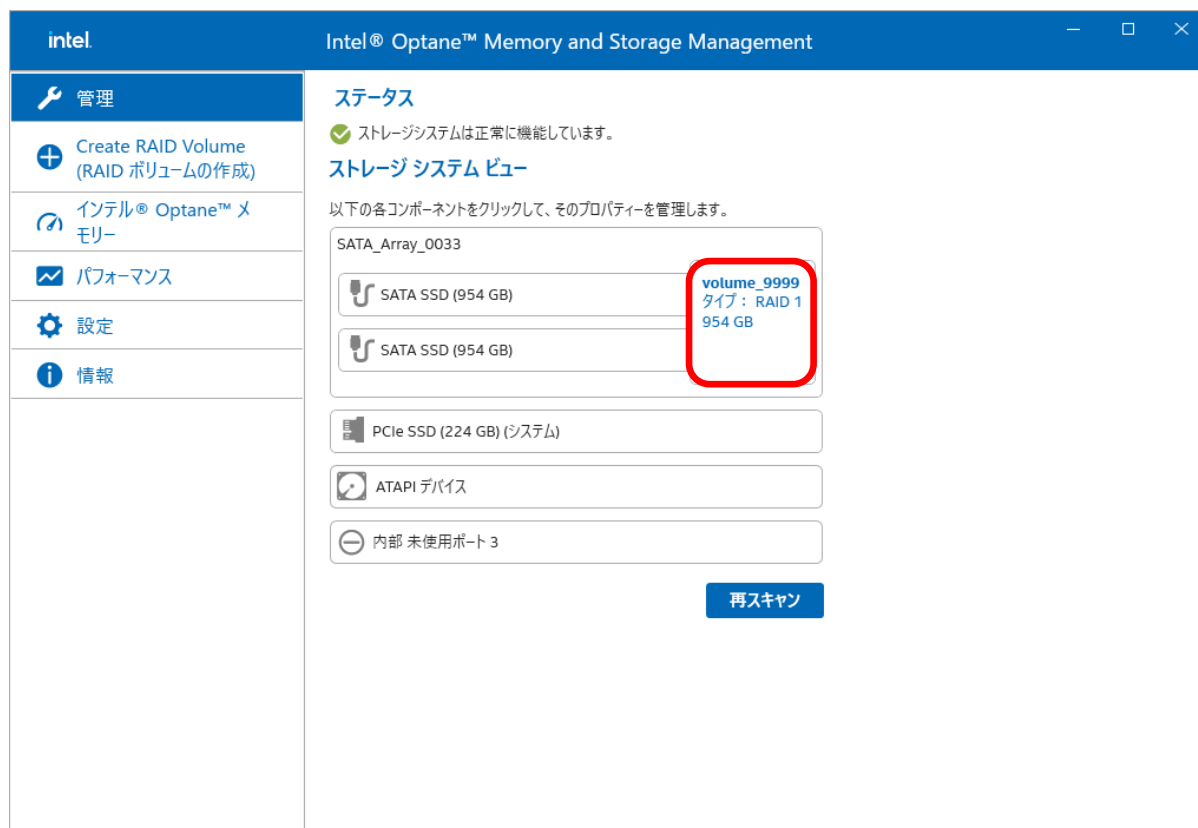 intel.
Intel® Optane™ Memory and Storage Management
管理
Create RAID Volume
(RAID ボリュームの作成)
インテル® Optane™ メ
モリー
パフォーマンス
設定
情報
ステータス
ストレージシステムは正常に機能しています。
ストレージ システム ビュー
以下の各コンポーネントをクリックして、そのプロパティーを管理します。
SATA_Array_0033
SATA SSD (954 GB)
SATA SSD (954 GB)
volume_9999
タイプ： RAID 1
954 GB
PCIe SSD (224 GB) (システム)
ATAPI デバイス
内部 未使用ポート 3
再スキャン